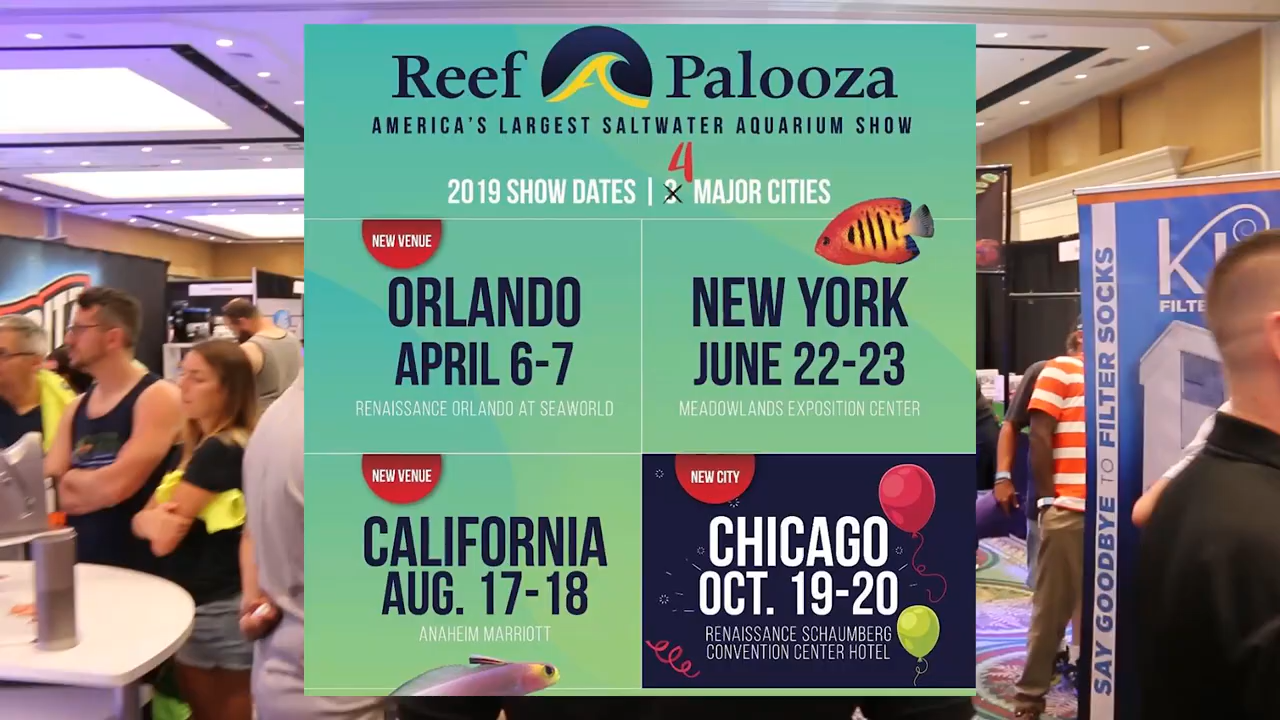 Reef Palooza
AMERICA'S LARGEST SALTWATER AQUARIUM SHOW
4
2019 SHOW DATES | 3 MAJOR CITIES
NEW VENUE
ORLANDO
APRIL 6-7
RENAISSANCE ORLANDO AT SEAWORLD
NEW YORK
JUNE 22-23
MEADOWLANDS EXPOSITION CENTER
NEW VENUE
CALIFORNIA
AUG. 17-18
ANAHEIM MARRIOTT
NEW CITY
CHICAGO
OCT. 19-20
RENAISSANCE SCHAUMBERG
CONVENTION CENTER HOTEL
SAY GOODBYE TO FILTER SOCKS